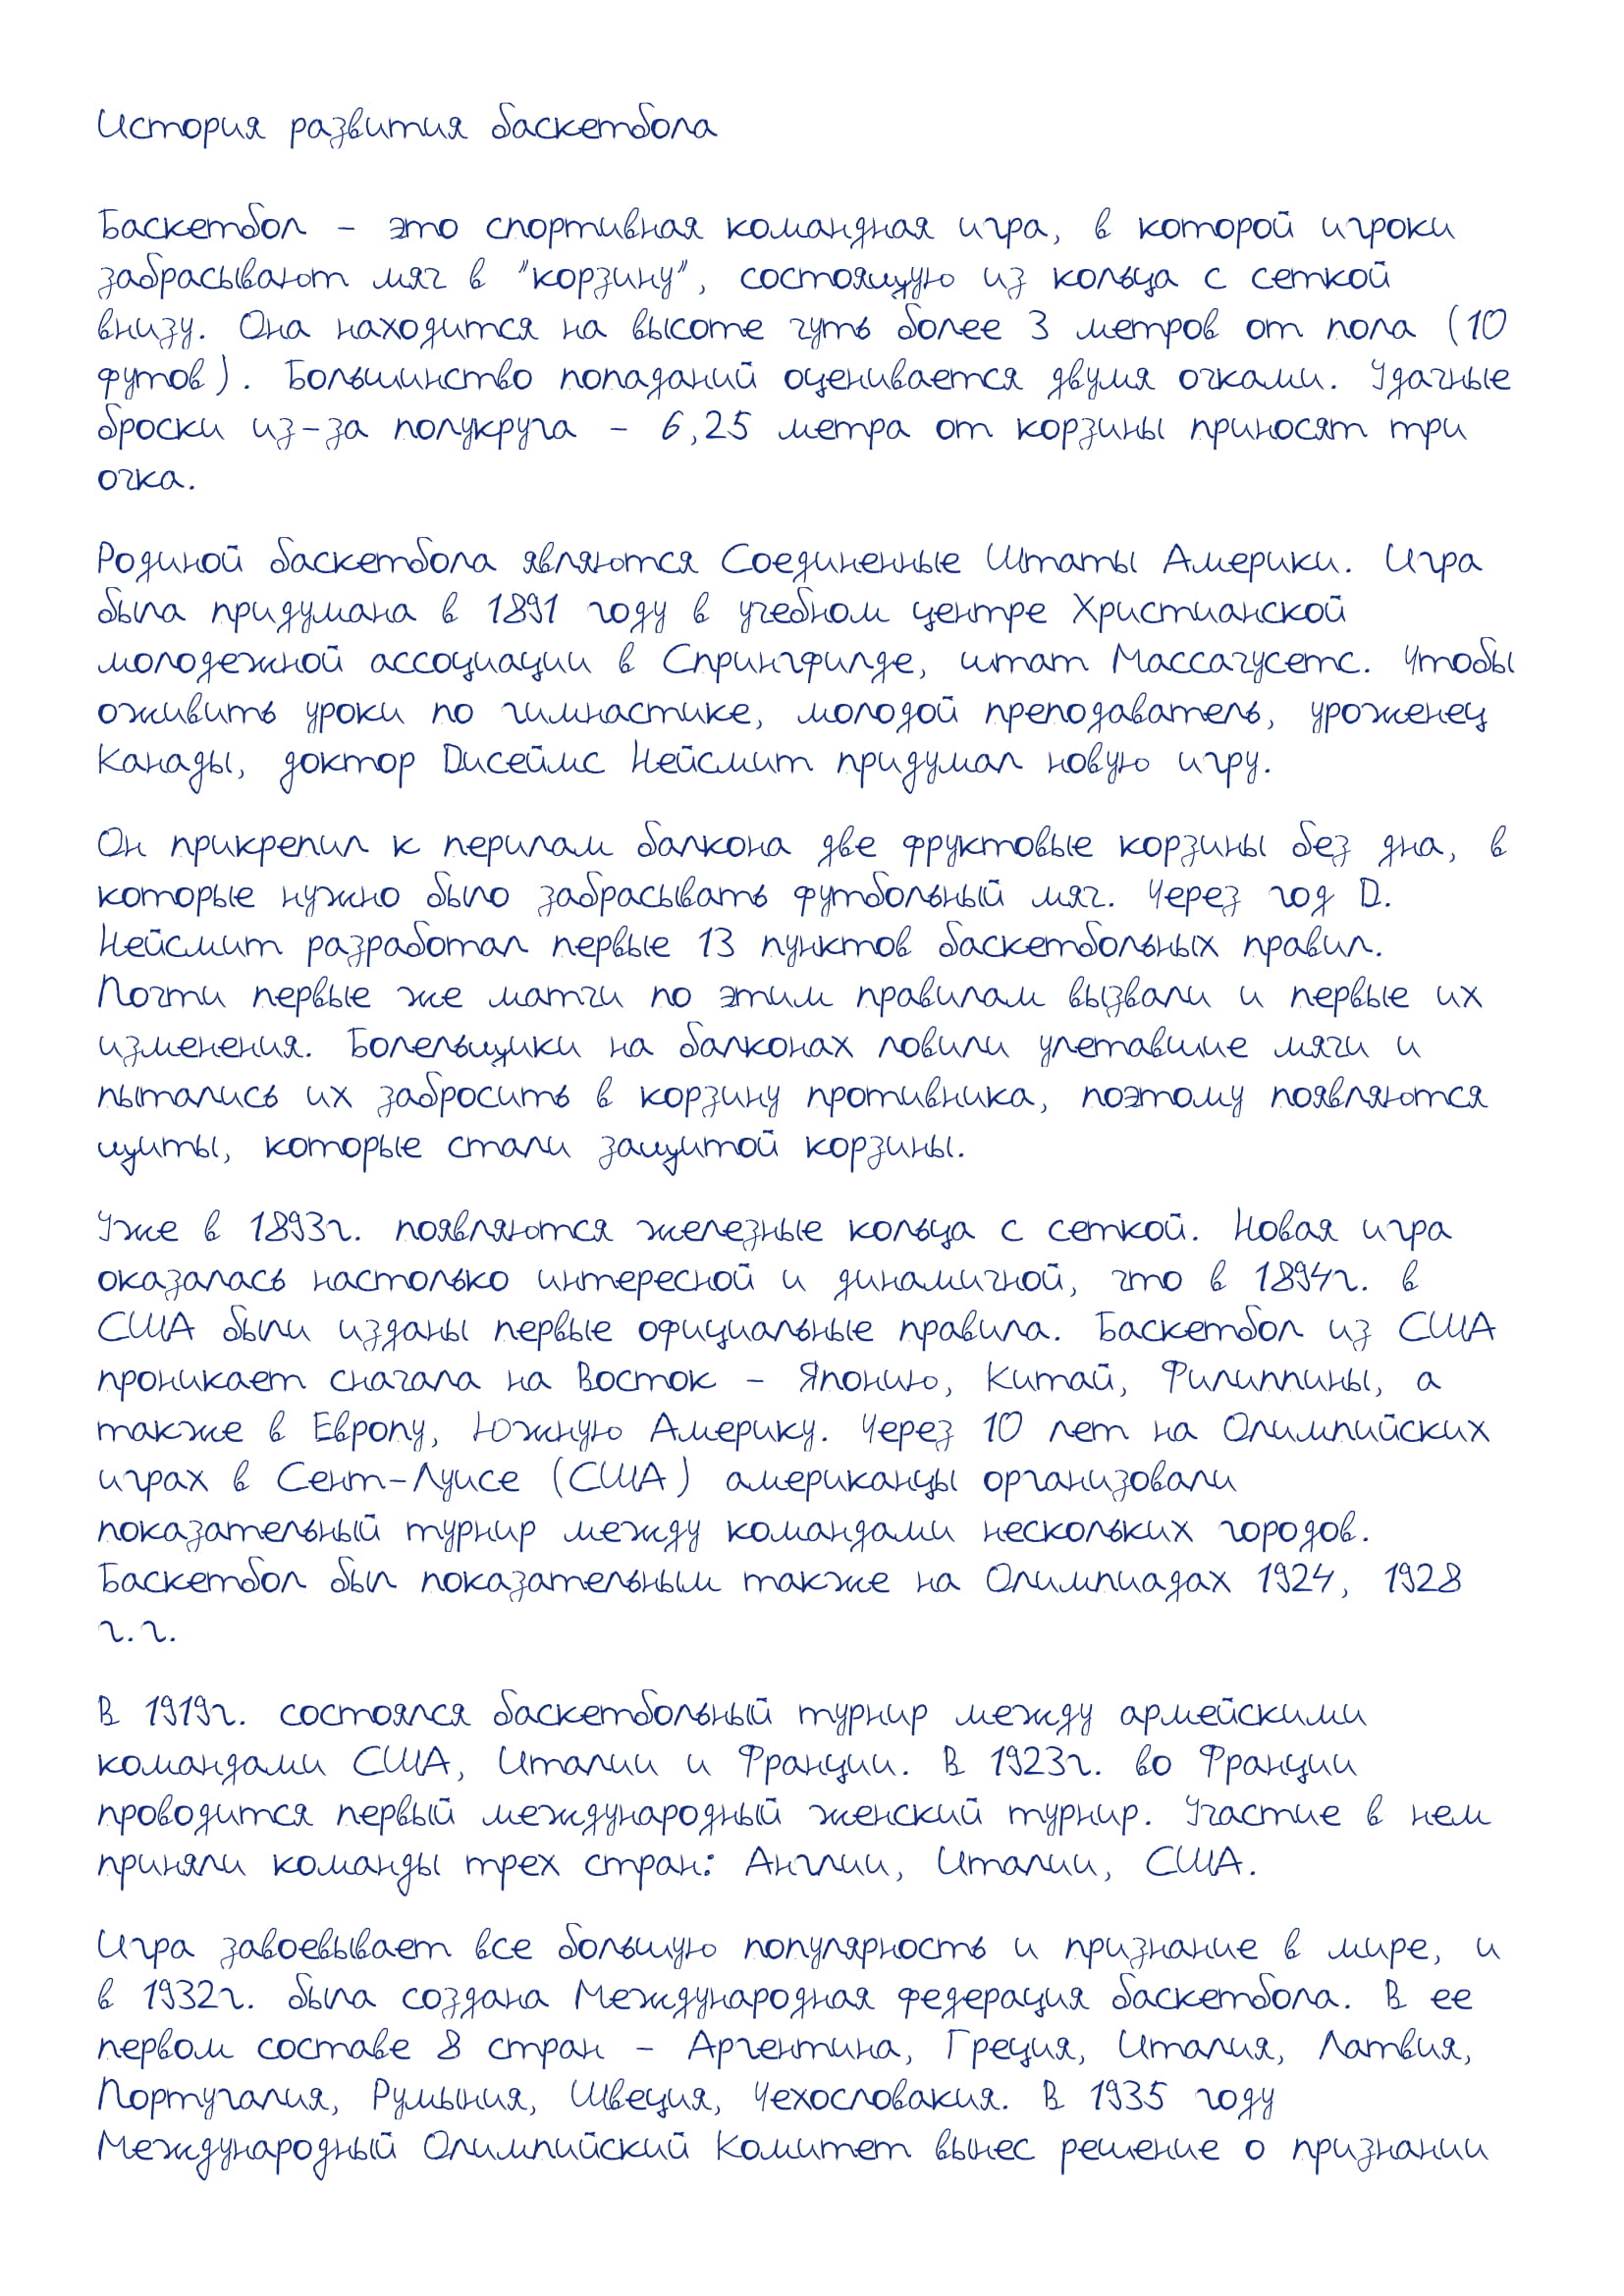 История развития баскетбола
Баскетбол - это спортивная командная игра, в которой игроки
забрасывают мяч в "корзину", состоящую из кольца с сеткой
внизу. Она находится на высоте чуть более 3 метров от пола (10
футов). Большинство попаданий оценивается двумя очками. Удачные
броски из-за полукруга - 6,25 метра от корзины приносят три
очка.
Родиной баскетбола являются Соединенные Штаты Америки. Игра
была придумана в 1891 году в учебном центре Христианской
молодежной ассоциации в Спрингфилде, штат Массачусетс. Чтобы
оживить уроки по гимнастике, молодой преподаватель, уроженец
Канады, доктор Dисеймс Нейсмит придумал новую игру.
Он прикрепил к перилам балкона две фруктовые корзины без дна, в
которые нужно было забрасывать футбольный мяч. Через год D.
Нейсмит разработал первые 13 пунктов баскетбольных правил.
Почти первые же матчи по этим правилам вызвали и первые их
изменения. Болельщики на балконах ловили улетавшие мячи и
пытались их забросить в корзину противника, поэтому появляются
щиты, которые стали защитой корзины.
Уже в 1893г. появляются железные кольца с сеткой. Новая игра
оказалась настолько интересной и динамичной, что в 1894г. в
США были изданы первые официальные правила. Баскетбол из США
проникает сначала на Восток - Японию, Китай, Филиппины, а
также в Европу, Южную Америку. Через 10 лет на Олимпийских
играх в Сент-Луисе (США) американцы организовали
показательный турнир между командами нескольких городов.
Баскетбол был показательным также на Олимпиадах 1924, 1928
г.г.
В 1919г. состоялся баскетбольный турнир между армейскими
командами США, Италии и Франции. В 1923г. во Франции
проводится первый международный женский турнир. Участие в нем
приняли команды трех стран: Англии, Италии, США.
Игра завоевывает все большую популярность и признание в мире, и
в 1932г. была создана Международная федерация баскетбола. В ее
первом составе 8 стран - Аргентина, Греция, Италия, Латвия,
Португалия, Румыния, Швеция, Чехословакия. В 1935 году
Международный Олимпийский Комитет вынес решение о признании